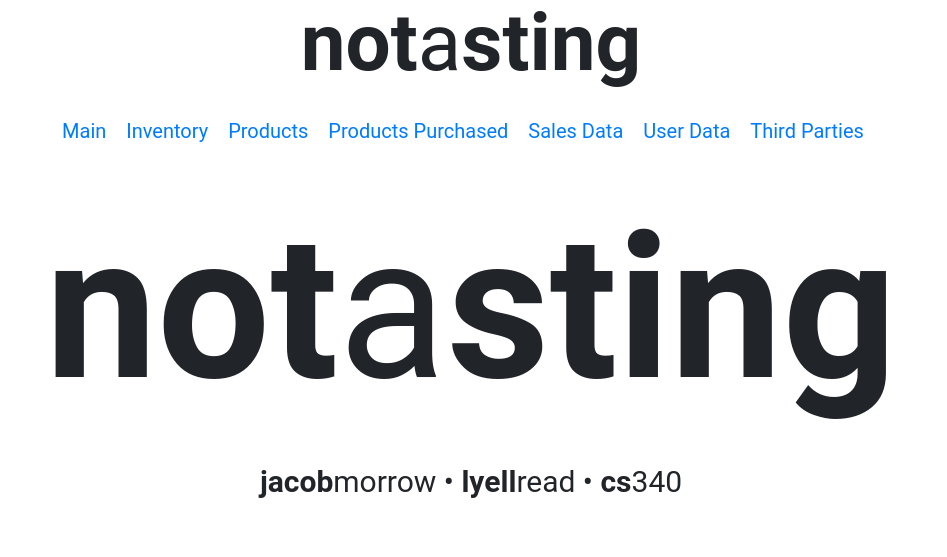 notasting
Main Inventory Products Products Purchased Sales Data User Data Third Parties
notasting
jacobmorrow • lyellread • cs340